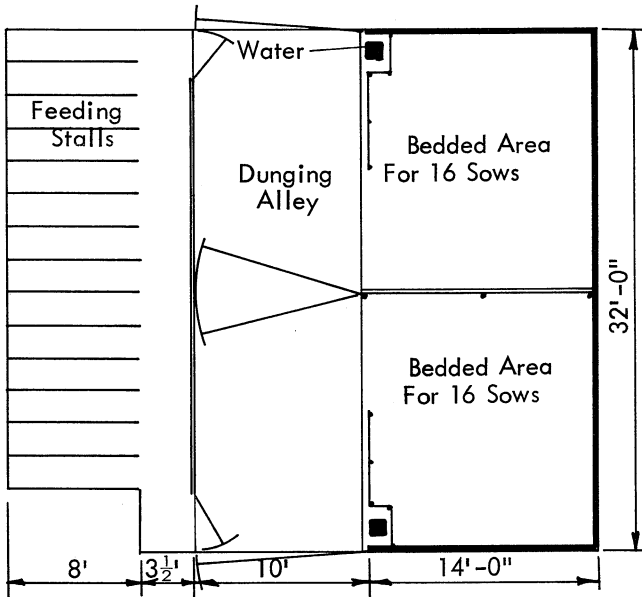 Water
Feeding
Stalls
Bedded Area
For 16 Sows
Dunging
Alley
32'-0"
Bedded Area
For 16 Sows
8'
3½'
10'
14'-0"